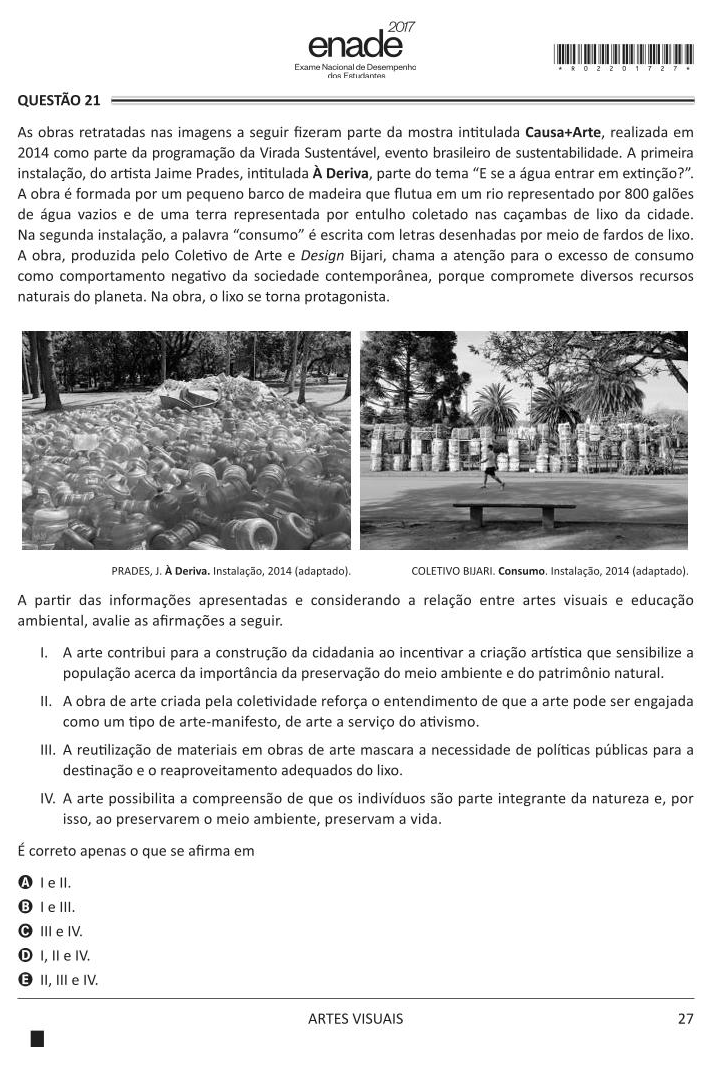 2017
enade
Exame Nacional de Desempenho
dos Estudantes
*R0220172 7*
QUESTÃO 21
As obras retratadas nas imagens a seguir fizeram parte da mostra intitulada Causa+Arte, realizada em
2014 como parte da programação da Virada Sustentável, evento brasileiro de sustentabilidade. A primeira
instalação, do artista Jaime Prades, intitulada À Deriva, parte do tema “E se a água entrar em extinção?”.
A obra é formada por um pequeno barco de madeira que flutua em um rio representado por 800 galões
de água vazios e de uma terra representada por entulho coletado nas caçambas de lixo da cidade.
Na segunda instalação, a palavra “consumo” é escrita com letras desenhadas por meio de fardos de lixo.
A obra, produzida pelo Coletivo de Arte e Design Bijari, chama a atenção para o excesso de consumo
como comportamento negativo da sociedade contemporânea, porque compromete diversos recursos
naturais do planeta. Na obra, o lixo se torna protagonista.
PRADES, J. À Deriva. Instalação, 2014 (adaptado).
COLETIVO BIJARI. Consumo. Instalação, 2014 (adaptado).
A partir das informações apresentadas e considerando a relação entre artes visuais e educação
ambiental, avalie as afirmações a seguir.
I. A arte contribui para a construção da cidadania ao incentivar a criação artística que sensibilize a
população acerca da importância da preservação do meio ambiente e do patrimônio natural.
II. A obra de arte criada pela coletividade reforça o entendimento de que a arte pode ser engajada
como um tipo de arte-manifesto, de arte a serviço do ativismo.
III. A reutilização de materiais em obras de arte mascara a necessidade de políticas públicas para a
destinação e o reaproveitamento adequados do lixo.
IV. A arte possibilita a compreensão de que os indivíduos são parte integrante da natureza e, por
isso, ao preservarem o meio ambiente, preservam a vida.
É correto apenas o que se afirma em
A I e II.
B I e III.
C III e IV.
D I, II e IV.
E II, III e IV.
ARTES VISUAIS
27